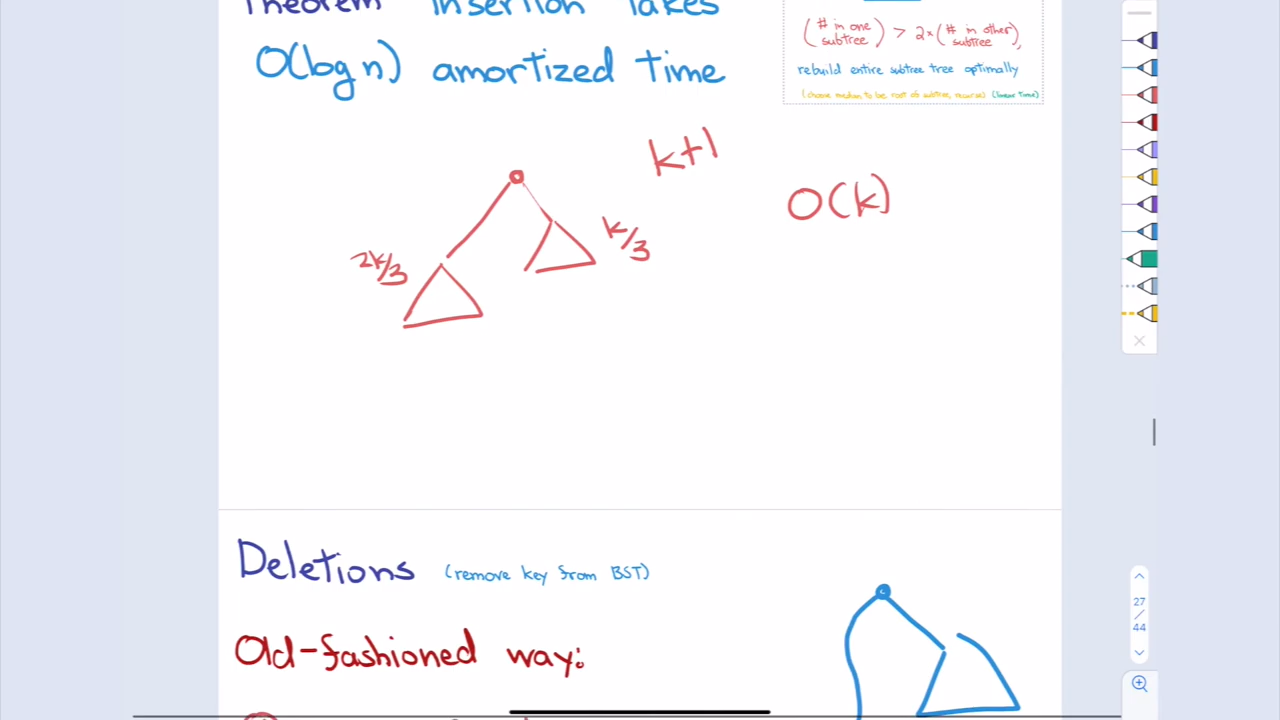 Theorem Insertion takes
O(log n) amortized time
(# in one subtree) > 2×(# in other subtree),
rebuild entire subtree tree optimally
(choose median to be root of subtree, recurse) (linear time)
k+1
O(k)
2k/3
k/3
Deletions (remove key from BST)
Old-fashioned way:
27
/
44